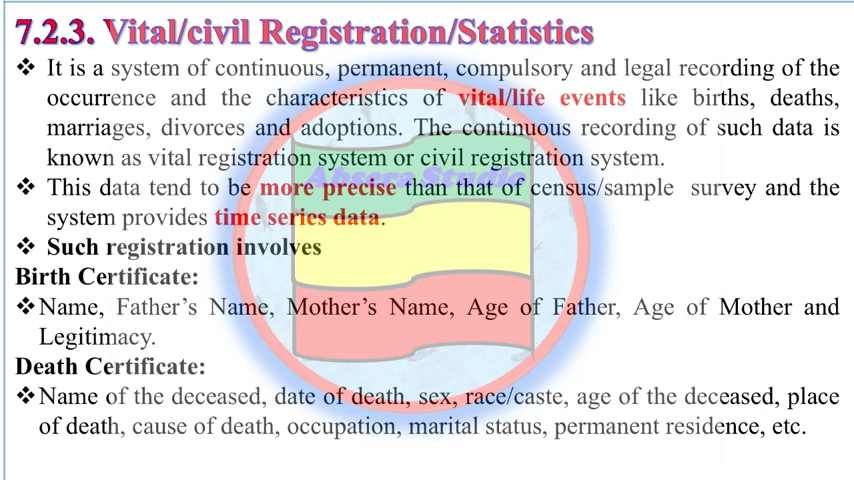 7.2.3. Vital/civil Registration/Statistics
❖ It is a system of continuous, permanent, compulsory and legal recording of the
occurrence and the characteristics of vital/life events like births, deaths,
marriages, divorces and adoptions. The continuous recording of such data is
known as vital registration system or civil registration system.
Absera Studio
❖ This data tend to be more precise than that of census/sample survey and the
system provides time series data.
❖ Such registration involves
Birth Certificate:
❖Name, Father’s Name, Mother’s Name, Age of Father, Age of Mother and
Legitimacy.
Death Certificate:
❖Name of the deceased, date of death, sex, race/caste, age of the deceased, place
of death, cause of death, occupation, marital status, permanent residence, etc.